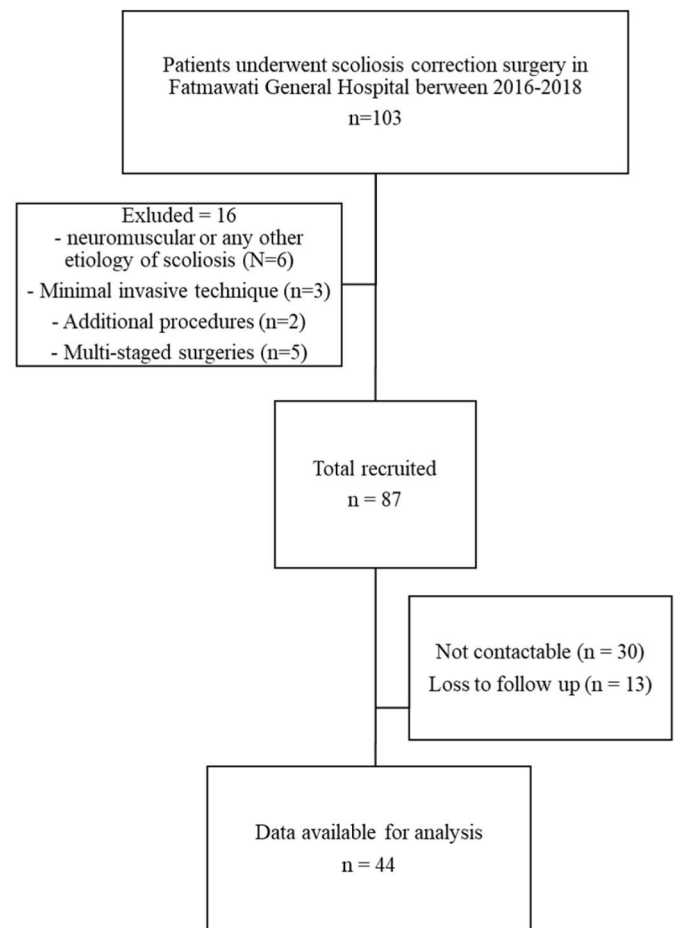 Patients underwent scoliosis correction surgery in
Fatmawati General Hospital berween 2016-2018
n=103
Exluded = 16
- neuromuscular or any other
etiology of scoliosis (N=6)
- Minimal invasive technique (n=3)
- Additional procedures (n=2)
- Multi-staged surgeries (n=5)
Total recruited
n = 87
Not contactable (n = 30)
Loss to follow up (n = 13)
Data available for analysis
n = 44